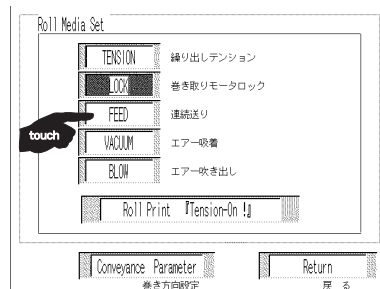 Roll Media Set
TENSION 繰り出しテンション
LOCK 巻き取りモータロック
FEED 連続送り
touch
VACUUM エアー吸着
BLOW エアー吹き出し
Roll Print 『Tension-On !』
Conveyance Parameter Return
巻き方向設定 戻 る